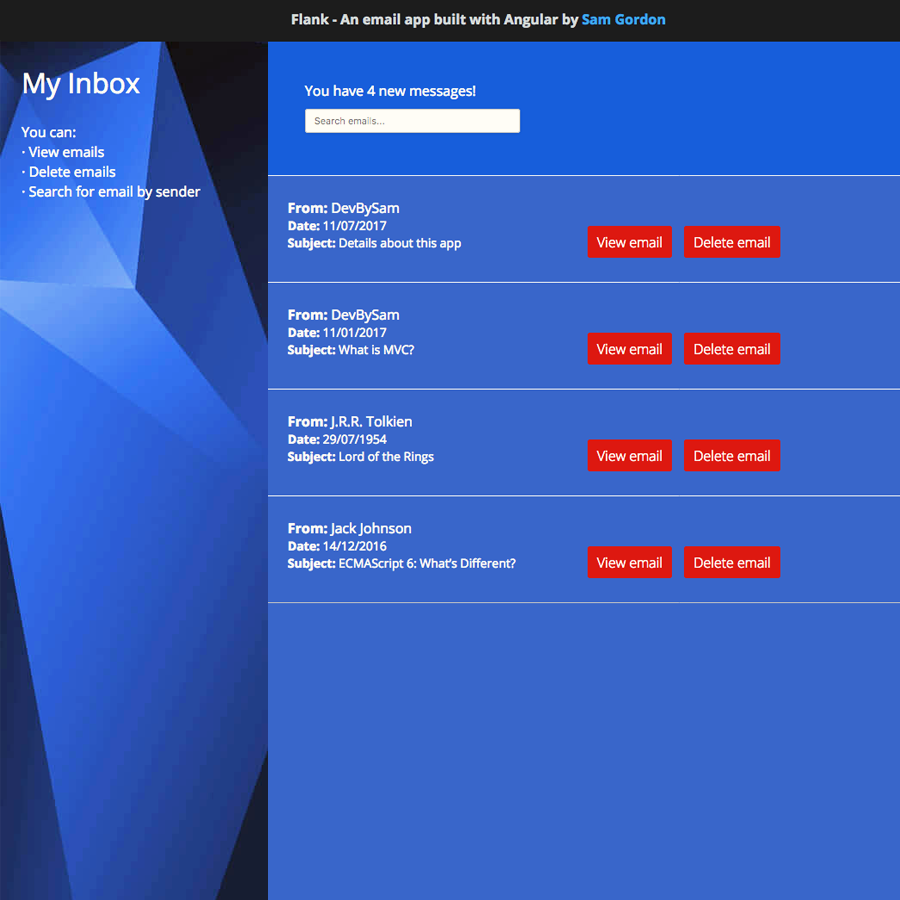 Flank - An email app built with Angular by Sam Gordon
My Inbox
You can:
· View emails
· Delete emails
· Search for email by sender
You have 4 new messages!
Search emails...
From: DevBySam
Date: 11/07/2017
Subject: Details about this app
View email
Delete email
From: DevBySam
Date: 11/01/2017
Subject: What is MVC?
View email
Delete email
From: J.R.R. Tolkien
Date: 29/07/1954
Subject: Lord of the Rings
View email
Delete email
From: Jack Johnson
Date: 14/12/2016
Subject: ECMAScript 6: What’s Different?
View email
Delete email